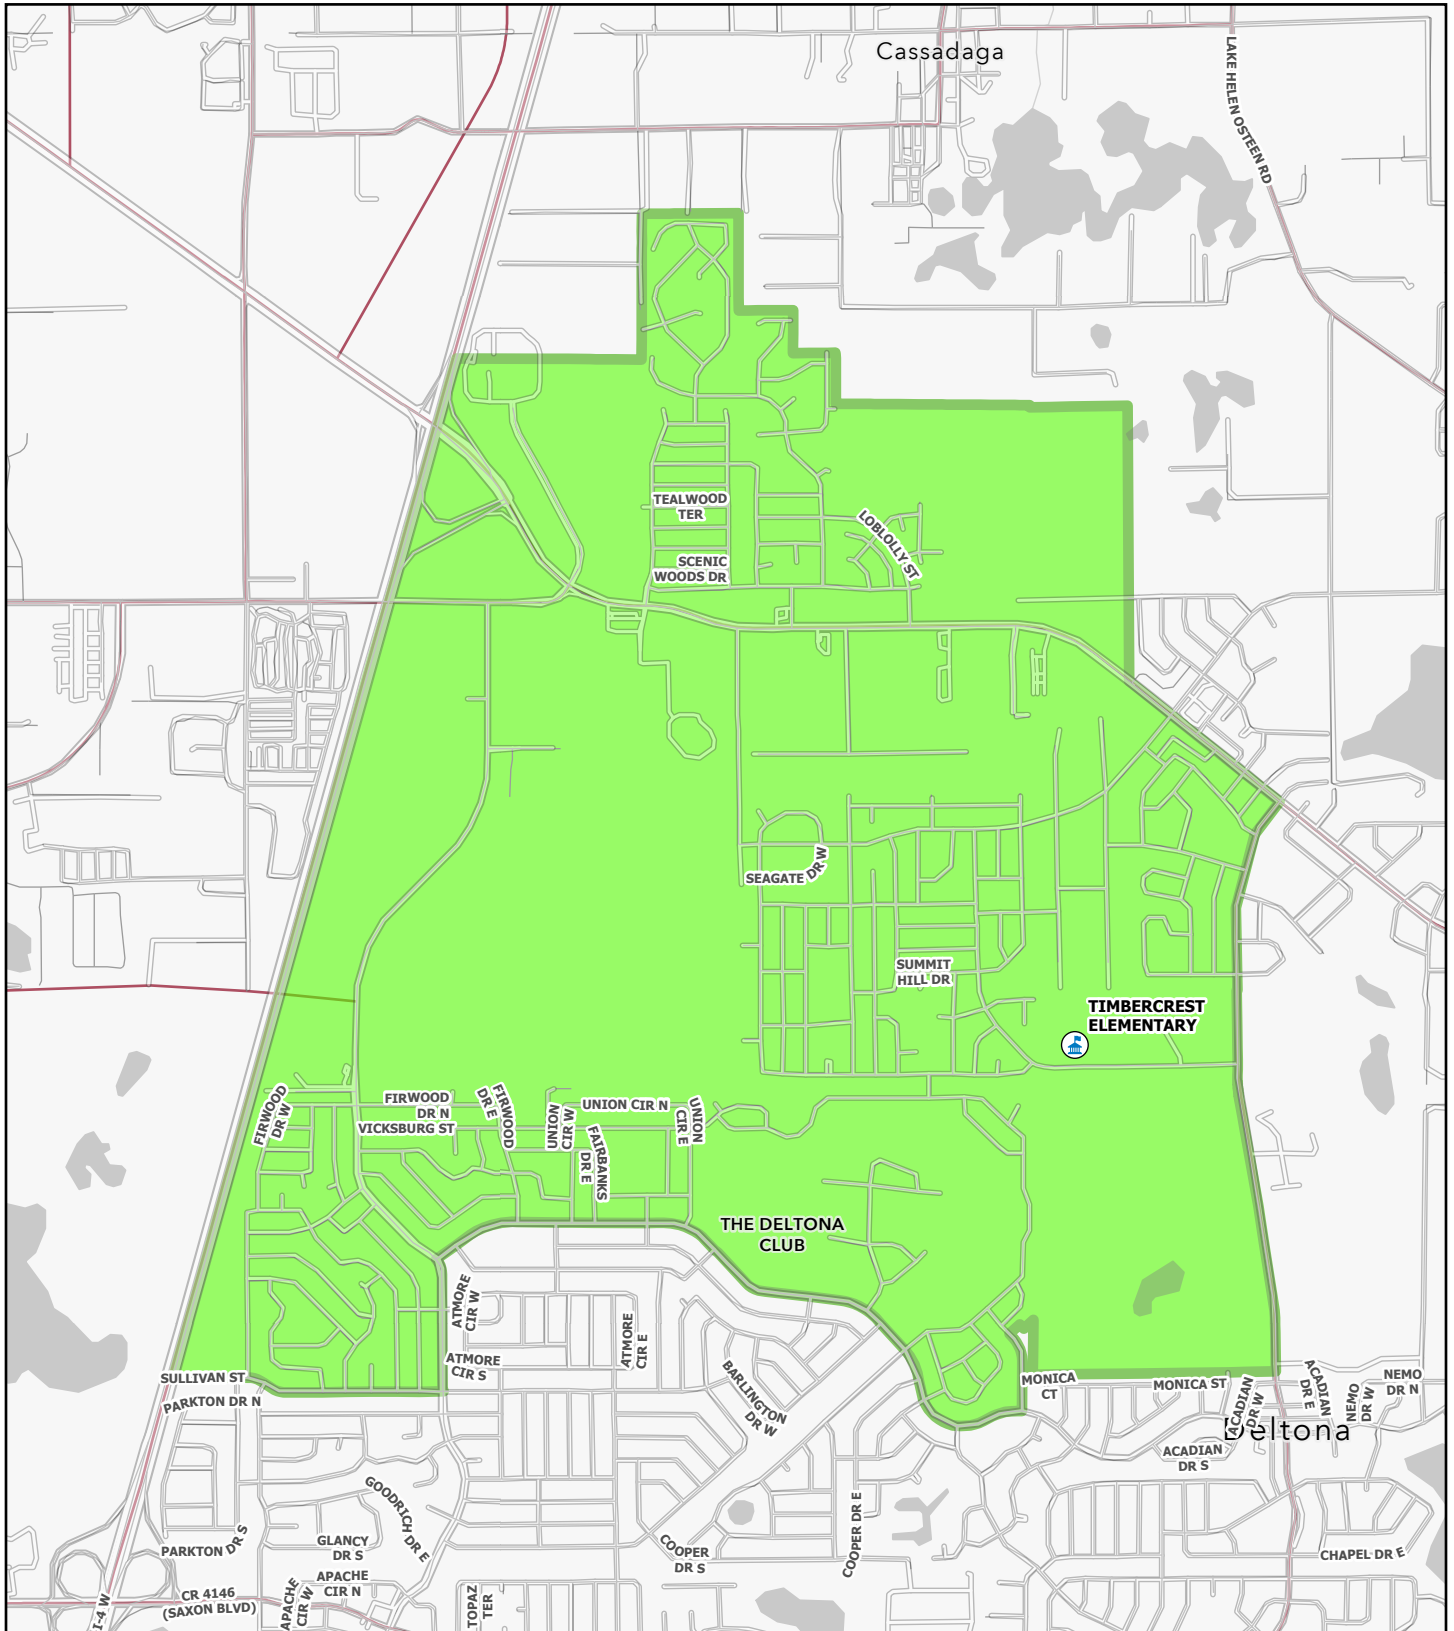 Cassadaga
LAKE HELEN OSTEEN RD
TEALWOOD
TER
LOBLOLLY ST
SCENIC
WOODS DR
SEAGATE DR W
SUMMIT
HILL DR
TIMBERCREST
ELEMENTARY
FIRWOOD
DR W
FIRWOOD
DR N
FIRWOOD
DR E
VICKSBURG ST
UNION
CIR W
UNION CIR N
UNION
CIR E
FAIRBANKS
DR E
THE DELTONA
CLUB
ATMORE
CIR W
ATMORE
CIR E
ATMORE
CIR S
SULLIVAN ST
PARKTON DR N
BARLINGTON
DR W
MONICA
CT
MONICA ST
ACADIAN
DR W
ACADIAN
DR E
NEMO
DR W
NEMO
DR N
Deltona
ACADIAN
DR S
GOODRICH DR E
PARKTON DR S
GLANCY
DR S
APACHE
CIR N
APACHE
CIR W
CR 4146
(SAXON BLVD)
I-4 W
TOPAZ
TER
COOPER
DR S
COOPER DR E
CHAPEL DR E